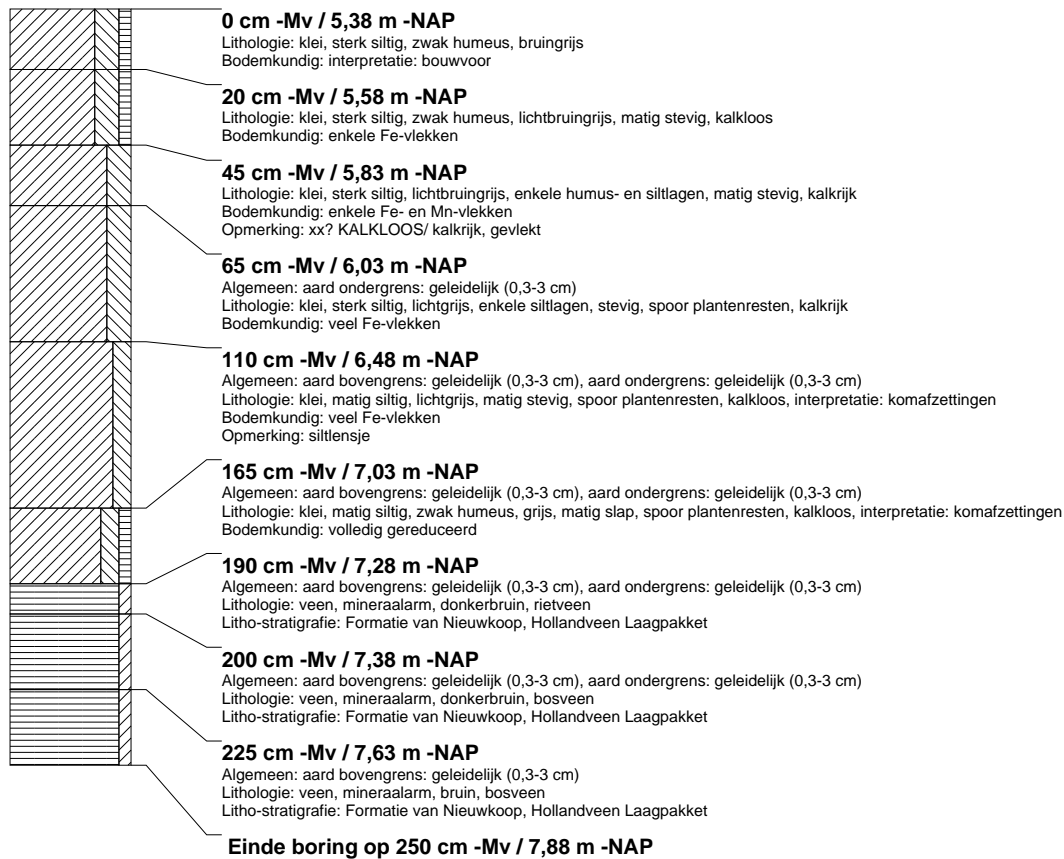 0 cm -Mv / 5,38 m -NAP
Lithologie: klei, sterk siltig, zwak humeus, bruingrijs
Bodemkundig: interpretatie: bouwvoor
20 cm -Mv / 5,58 m -NAP
Lithologie: klei, sterk siltig, zwak humeus, lichtbruingrijs, matig stevig, kalkloos
Bodemkundig: enkele Fe-vlekken
45 cm -Mv / 5,83 m -NAP
Lithologie: klei, sterk siltig, lichtbruingrijs, enkele humus- en siltlagen, matig stevig, kalkrijk
Bodemkundig: enkele Fe- en Mn-vlekken
Opmerking: xx? KALKLOOS/ kalkrijk, gevlekt
65 cm -Mv / 6,03 m -NAP
Algemeen: aard ondergrens: geleidelijk (0,3-3 cm)
Lithologie: klei, sterk siltig, lichtgrijs, enkele siltlagen, stevig, spoor plantenresten, kalkrijk
Bodemkundig: veel Fe-vlekken
110 cm -Mv / 6,48 m -NAP
Algemeen: aard bovengrens: geleidelijk (0,3-3 cm), aard ondergrens: geleidelijk (0,3-3 cm)
Lithologie: klei, matig siltig, lichtgrijs, matig stevig, spoor plantenresten, kalkloos, interpretatie: komafzettingen
Bodemkundig: veel Fe-vlekken
Opmerking: siltlensje
165 cm -Mv / 7,03 m -NAP
Algemeen: aard bovengrens: geleidelijk (0,3-3 cm), aard ondergrens: geleidelijk (0,3-3 cm)
Lithologie: klei, matig siltig, zwak humeus, grijs, matig slap, spoor plantenresten, kalkloos, interpretatie: komafzettingen
Bodemkundig: volledig gereduceerd
190 cm -Mv / 7,28 m -NAP
Algemeen: aard bovengrens: geleidelijk (0,3-3 cm), aard ondergrens: geleidelijk (0,3-3 cm)
Lithologie: veen, mineraalarm, donkerbruin, rietveen
Litho-stratigrafie: Formatie van Nieuwkoop, Hollandveen Laagpakket
200 cm -Mv / 7,38 m -NAP
Algemeen: aard bovengrens: geleidelijk (0,3-3 cm), aard ondergrens: geleidelijk (0,3-3 cm)
Lithologie: veen, mineraalarm, donkerbruin, bosveen
Litho-stratigrafie: Formatie van Nieuwkoop, Hollandveen Laagpakket
225 cm -Mv / 7,63 m -NAP
Algemeen: aard bovengrens: geleidelijk (0,3-3 cm)
Lithologie: veen, mineraalarm, bruin, bosveen
Litho-stratigrafie: Formatie van Nieuwkoop, Hollandveen Laagpakket
Einde boring op 250 cm -Mv / 7,88 m -NAP